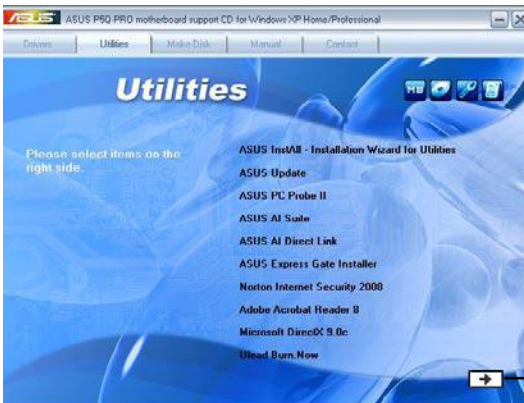 ASUS
ASUS P5Q PRO motherboard support CD for Windows XP Home/Professional
Drivers
Utilities
Make Disk
Manual
Contact
Utilities
MB
Please select items on the
right side.
ASUS InstAll - Installation Wizard for Utilities
ASUS Update
ASUS PC Probe II
ASUS AI Suite
ASUS AI Direct Link
ASUS Express Gate Installer
Norton Internet Security 2008
Adobe Acrobat Reader 8
Microsoft DirectX 9.0c
Ulead Burn.Now